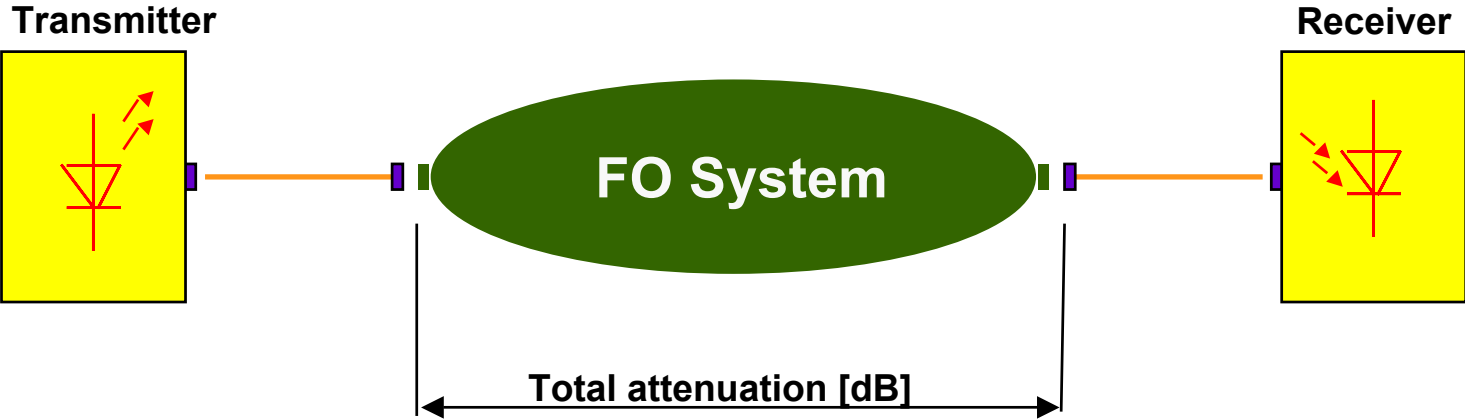 Transmitter
Receiver
FO System
Total attenuation [dB]